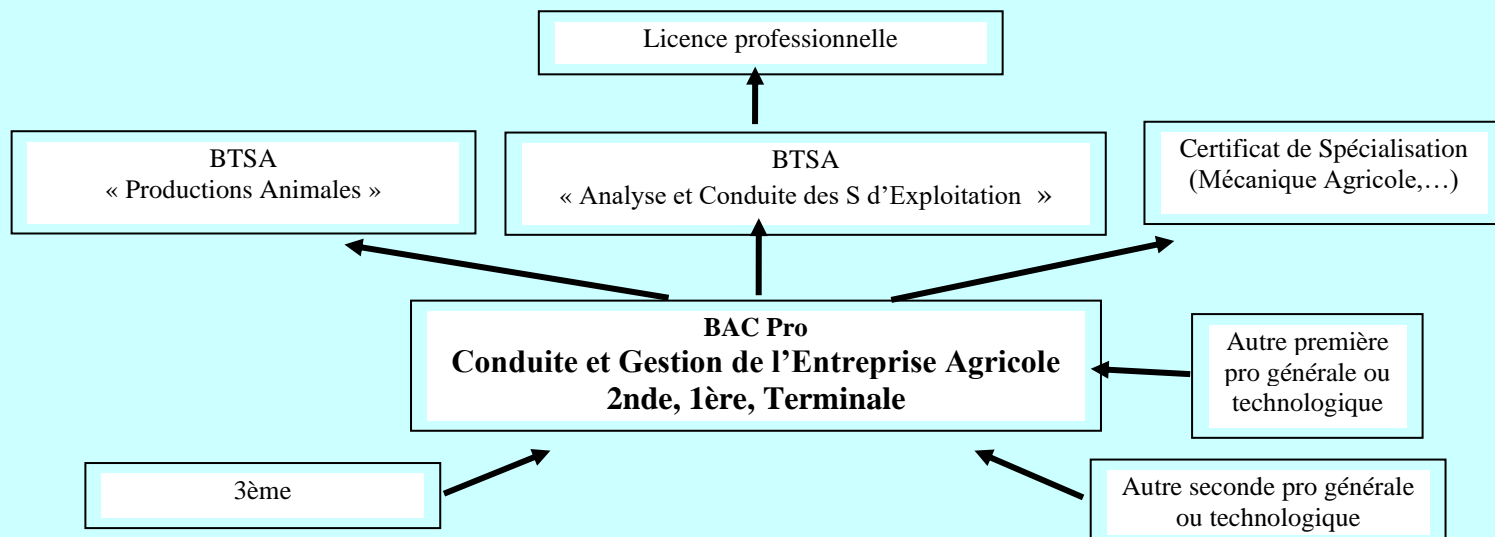 Licence professionnelle
BTSA
« Productions Animales »
BTSA
« Analyse et Conduite des S d’Exploitation »
Certificat de Spécialisation
(Mécanique Agricole,…)
BAC Pro
Conduite et Gestion de l’Entreprise Agricole
2nde, 1ère, Terminale
Autre première
pro générale ou
technologique
3ème
Autre seconde pro générale
ou technologique